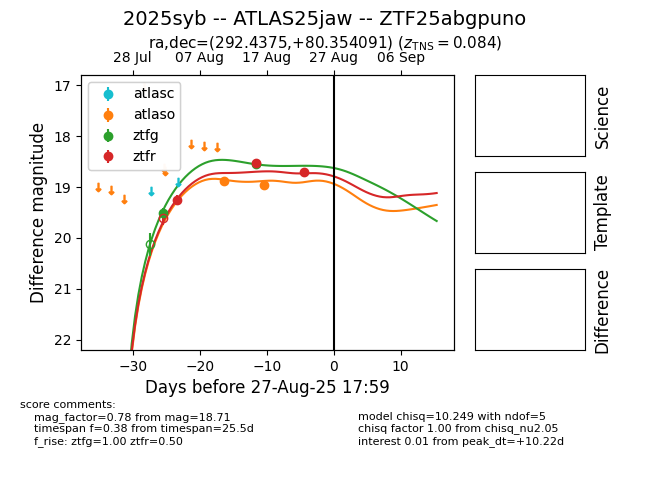 2025syb -- ATLAS25jaw -- ZTF25abgpuno
ra,dec=(292.4375,+80.354091) (zTNS = 0.084)
28 Jul 07 Aug 17 Aug 27 Aug 06 Sep
atlasc
atlaso
ztfg
ztfr
17
18
19
20
21
22
Difference magnitude
−30 −20 −10 0 10
Days before 27-Aug-25 17:59
Science
Template
Difference
score comments:
mag_factor=0.78 from mag=18.71
timespan f=0.38 from timespan=25.5d
f_rise: ztfg=1.00 ztfr=0.50
model chisq=10.249 with ndof=5
chisq factor 1.00 from chisq_nu2.05
interest 0.01 from peak_dt=+10.22d